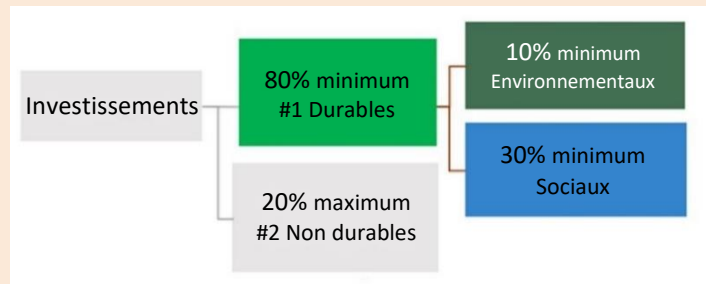 Investissements
80% minimum
#1 Durables
20% maximum
#2 Non durables
10% minimum
Environnementaux
30% minimum
Sociaux